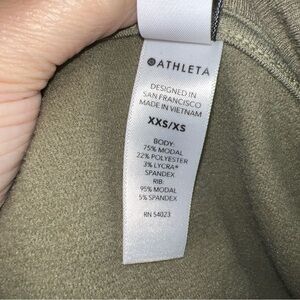 ATHLETA
DESIGNED IN
SAN FRANCISCO
MADE IN VIETNAM
XXS/XS
BODY:
75% MODAL
22% POLYESTER
3% LYCRA®
SPANDEX
RIB:
95% MODAL
5% SPANDEX
RN 54023